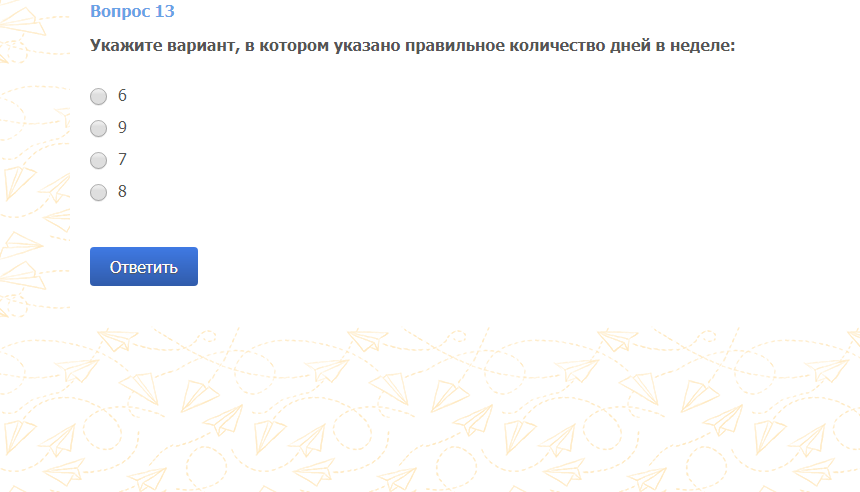 Вопрос 13
Укажите вариант, в котором указано правильное количество дней в неделе:
6
9
7
8
Ответить